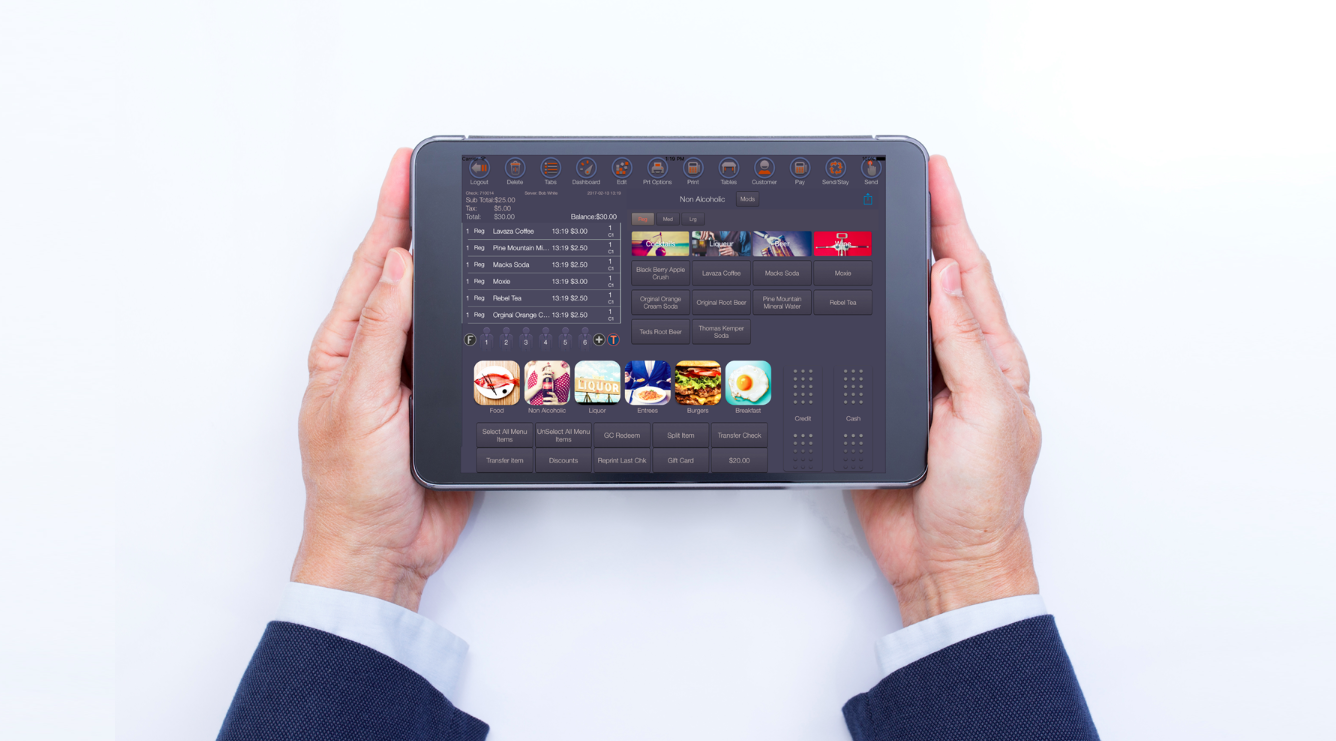 1:19 PM
Logout Delete Tabs Dashboard Edit Prt Options Print Tables Customer Pay Send/Stay Send
Sub Total:$25.00
Tax: $5.00
Total: $30.00 Balance:$30.00
1 Reg Lavaza Coffee 13:19 $3.00 1
1 Reg Pine Mountain Mi... 13:19 $2.50 1
1 Reg Macks Soda 13:19 $2.50 1
1 Reg Moxie 13:19 $3.00 1
1 Reg Rebel Tea 13:19 $2.50 1
1 Reg Orginal Orange C... 13:19 $2.50 1
F 1 2 3 4 5 6 + T
Non Alcoholic Mods
Reg Med Lrg
Cocktails Liqueur Beer Wine
Black Berry Apple
Crush
Lavaza Coffee
Macks Soda
Moxie
Orginal Orange
Cream Soda
Original Root Beer
Pine Mountain
Mineral Water
Rebel Tea
Teds Root Beer
Thomas Kemper
Soda
LIQUOR
Food Non Alcoholic Liquor Entrees Burgers Breakfast
Select All Menu
Items
UnSelect All Menu
Items
GC Redeem
Split Item
Transfer Check
Transfer item
Discounts
Reprint Last Chk
Gift Card
$20.00
Credit
Cash